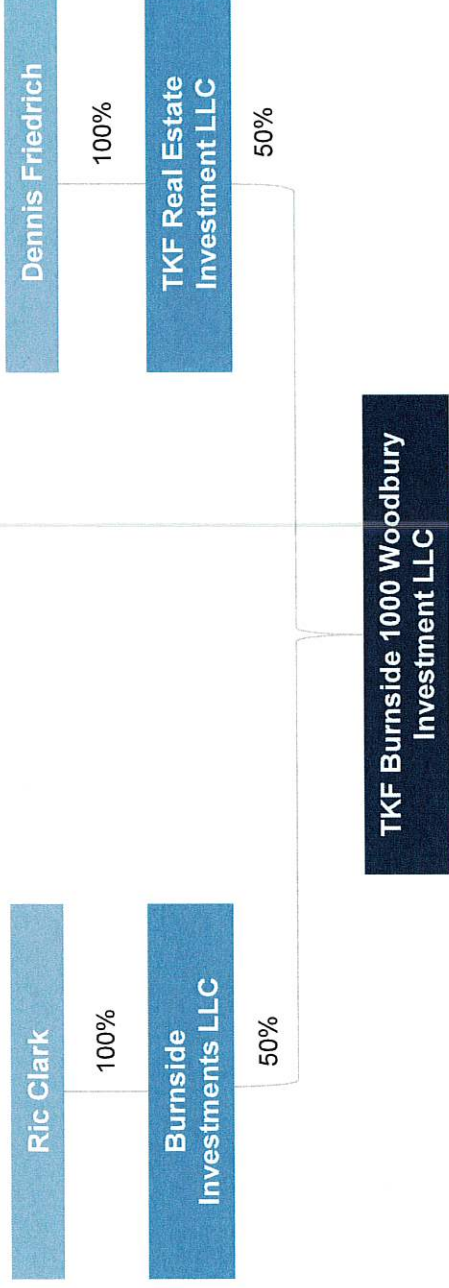 Ric Clark
100%
Burnside
Investments LLC
50%
Dennis Friedrich
100%
TKF Real Estate
Investment LLC
50%
TKF Burnside 1000 Woodbury
Investment LLC